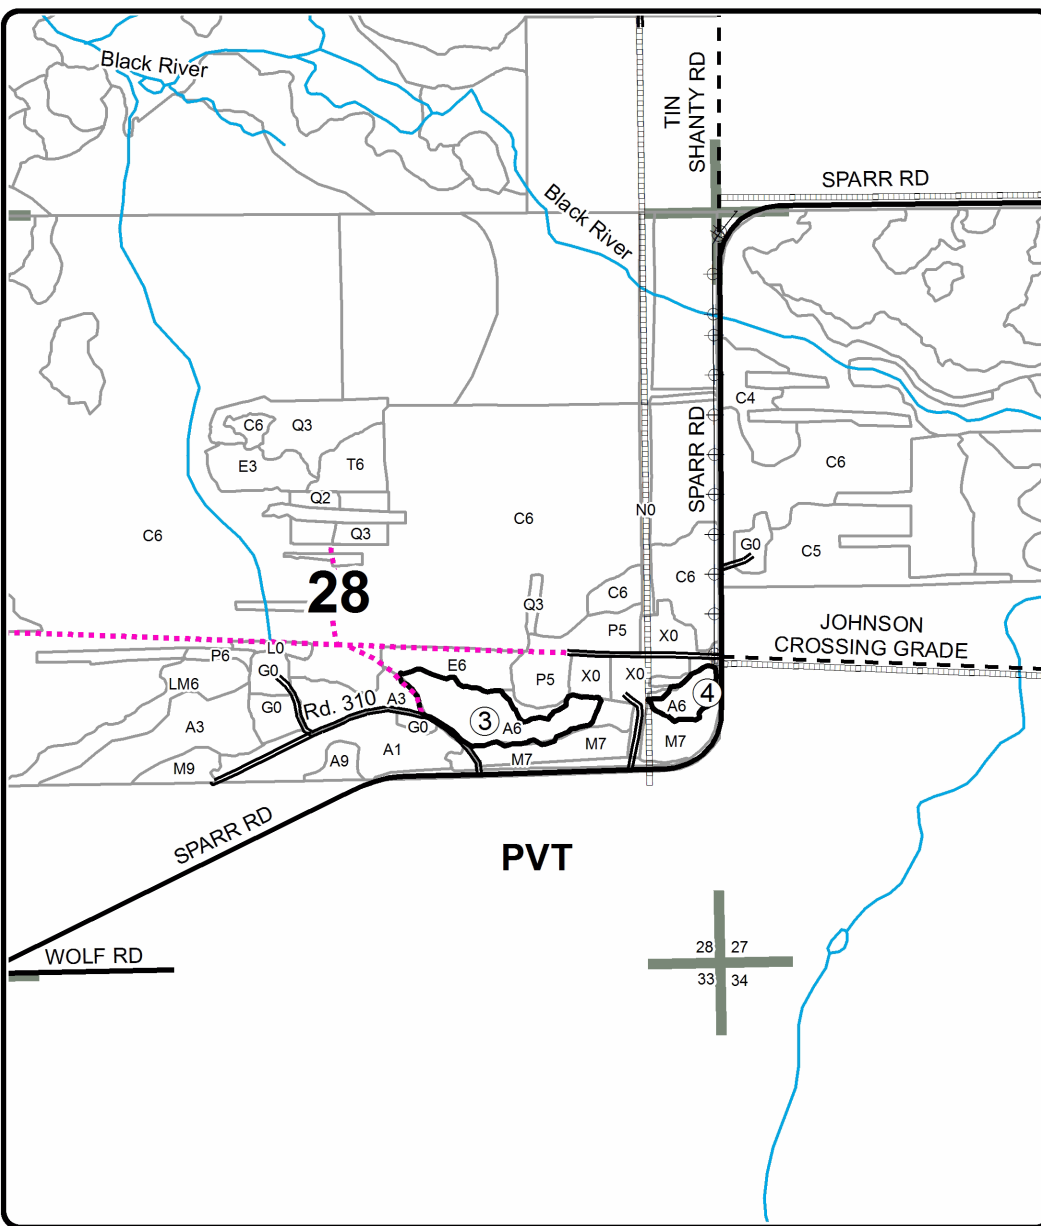 Black River
TIN
SHANTY RD
SPARR RD
Black River
C4
SPARR RD
C6
Q3
E3
T6
C6
Q2
N0
C6
Q3
C6
G0
C5
28
C6
C6
Q3
P5
X0
JOHNSON
CROSSING GRADE
L0
P6
G0
E6
LM6
P5
X0
X0
4
Rd. 310
A3
G0
A6
3
A3
G0
A6
M7
M7
A1
M9
A9
M7
SPARR RD
PVT
WOLF RD
28
27
33
34